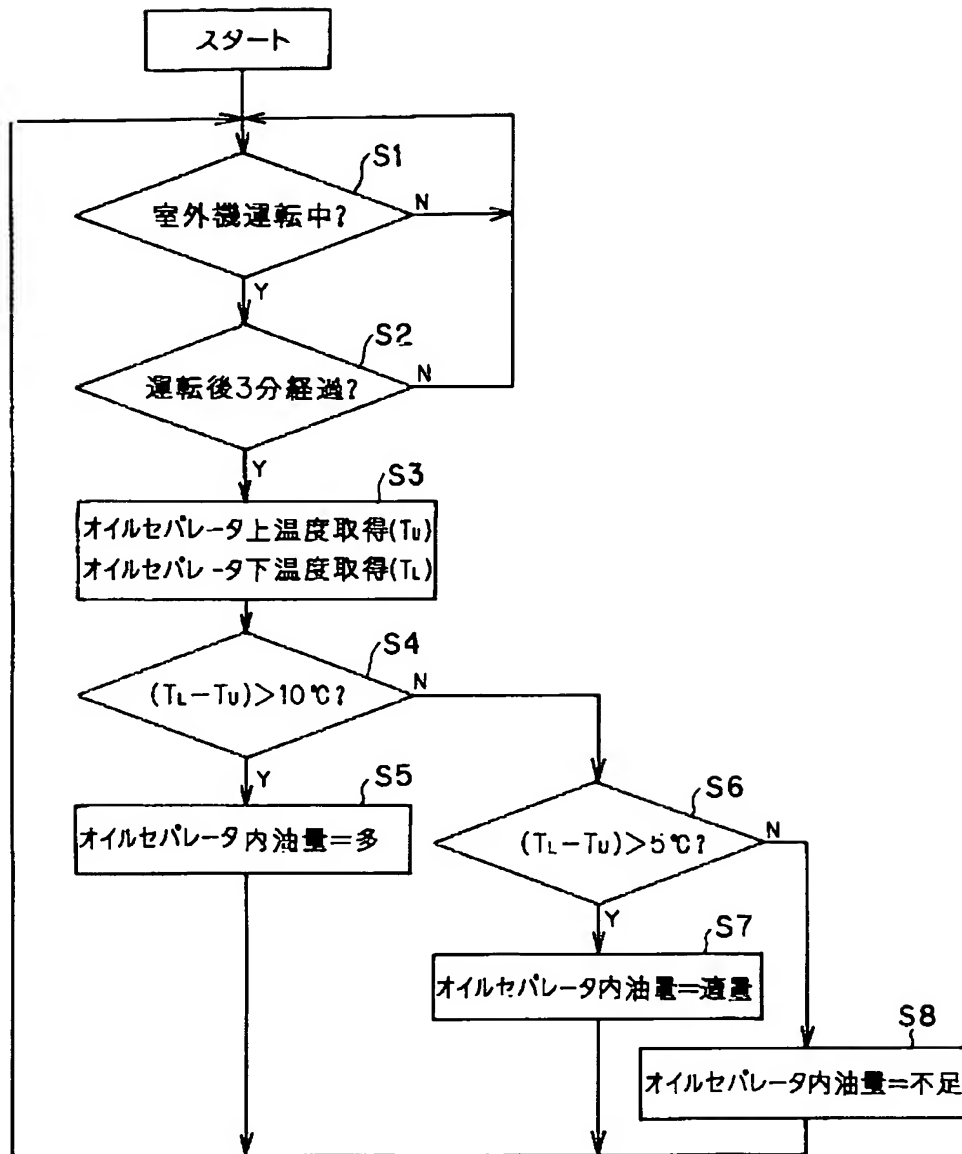 スタート
S1
室外機運転中?
N
Y
S2
運転後3分経過?
N
Y
S3
オイルセパレータ上温度取得(TU)
オイルセパレータ下温度取得(TL)
S4
(TL−TU)>10℃?
N
Y
S5
オイルセパレータ内油量=多
S6
(TL−TU)>5℃?
N
Y
S7
オイルセパレータ内油量=適量
S8
オイルセパレータ内油量=不足